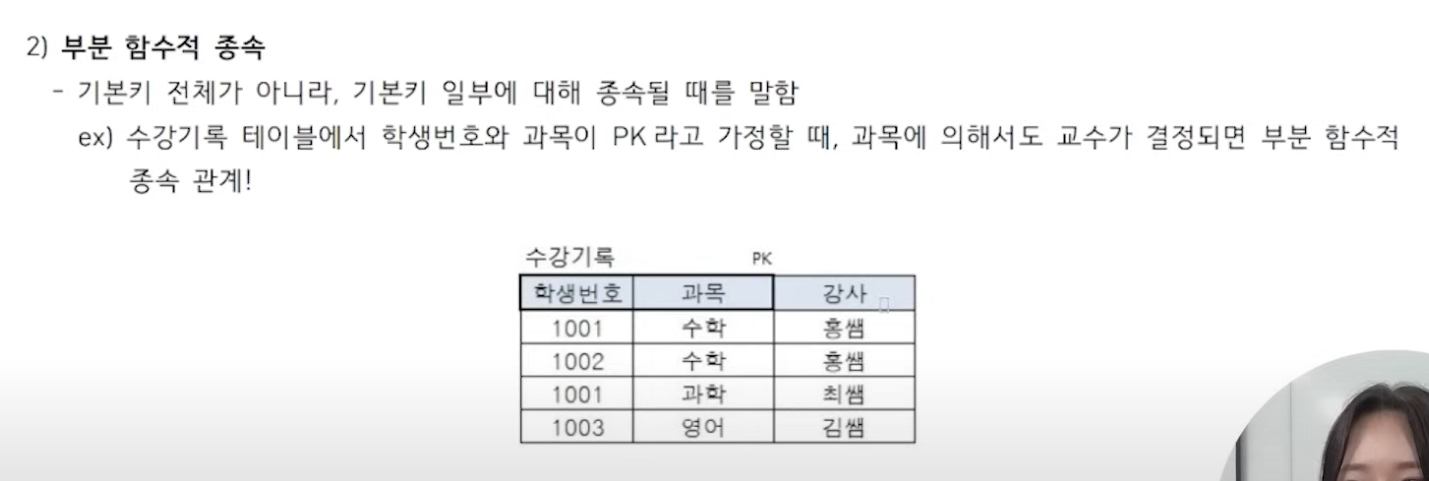 2) 부분 함수적 종속
- 기본키 전체가 아니라, 기본키 일부에 대해 종속될 때를 말함
ex) 수강기록 테이블에서 학생번호와 과목이 PK라고 가정할 때, 과목에 의해서도 교수가 결정되면 부분 함수적
종속 관계!
수강기록 PK
학생번호 과목 강사
1001 수학 홍쌤
1002 수학 홍쌤
1001 과학 최쌤
1003 영어 김쌤